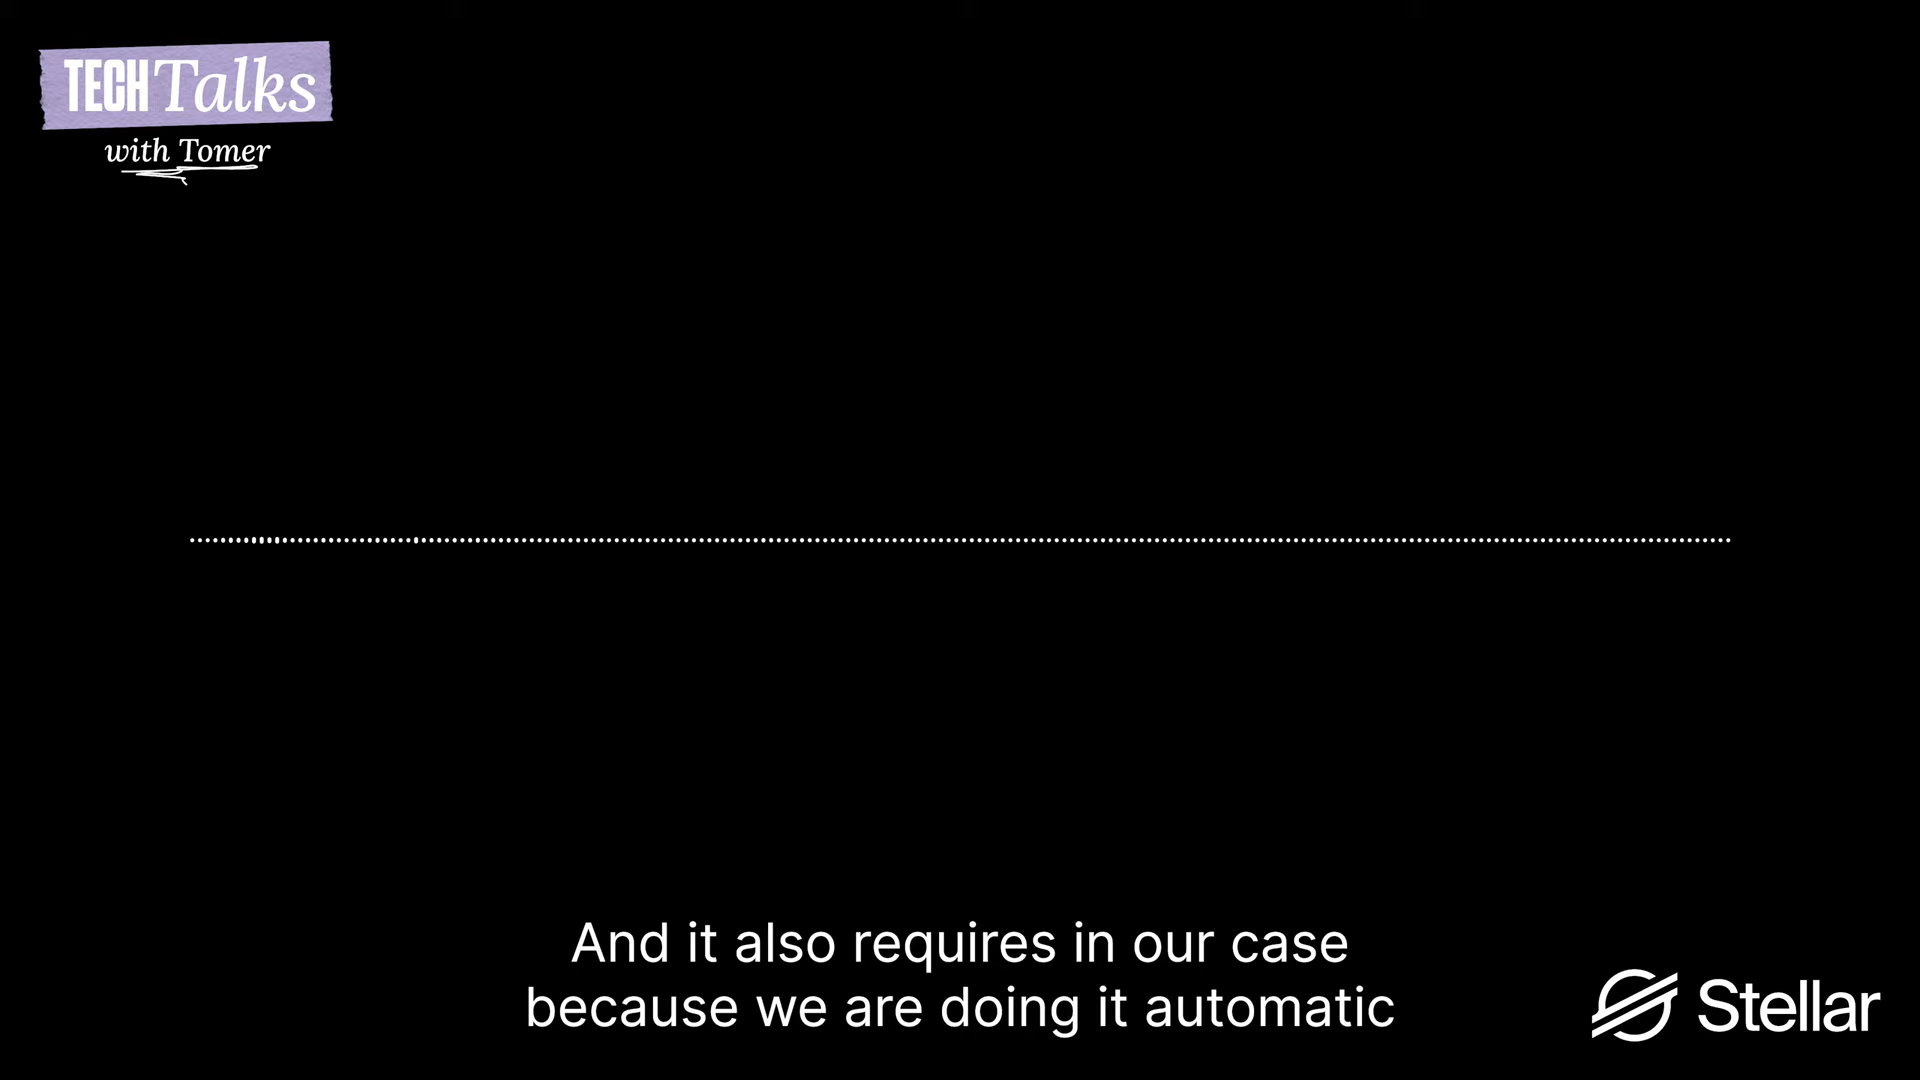 TECH Talks
with Tomer
And it also requires in our case
because we are doing it automatic
Stellar